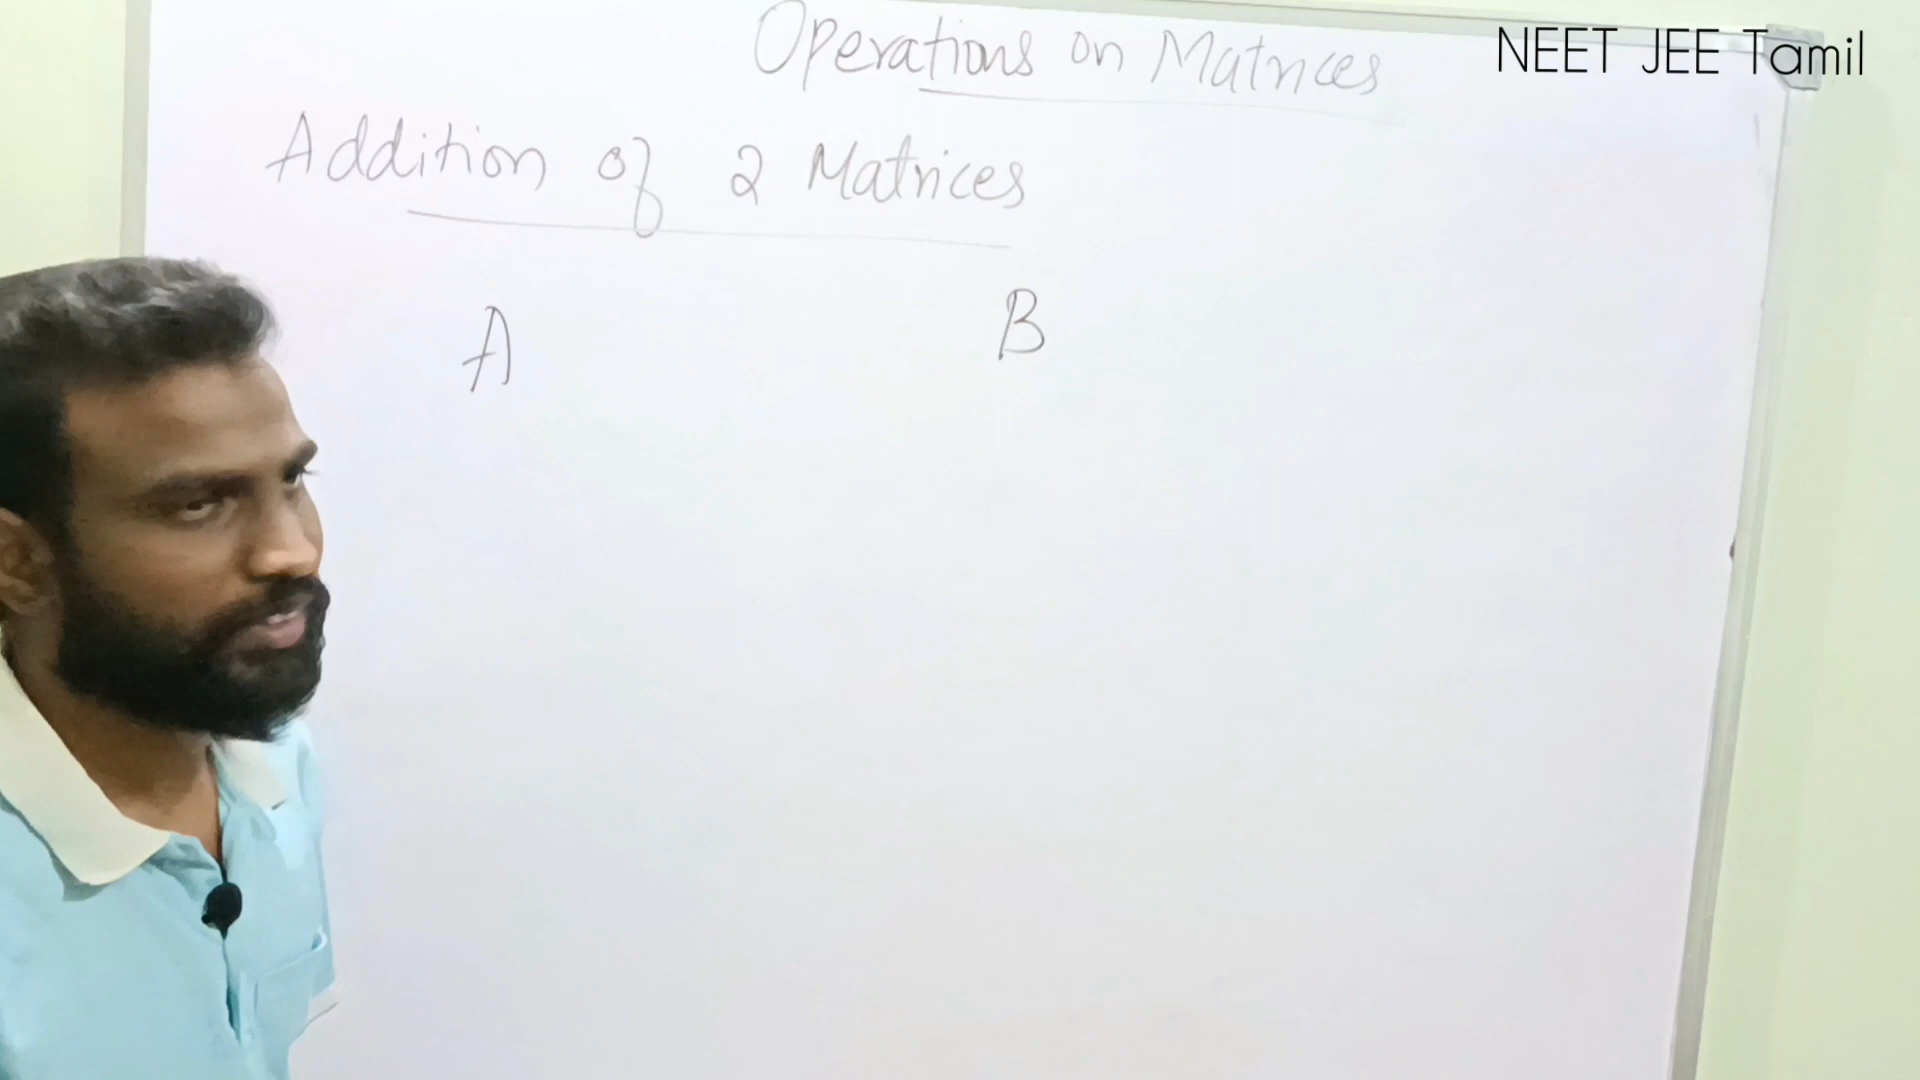 Operations on Matrices
NEET JEE Tamil
Addition of 2 Matrices
A B